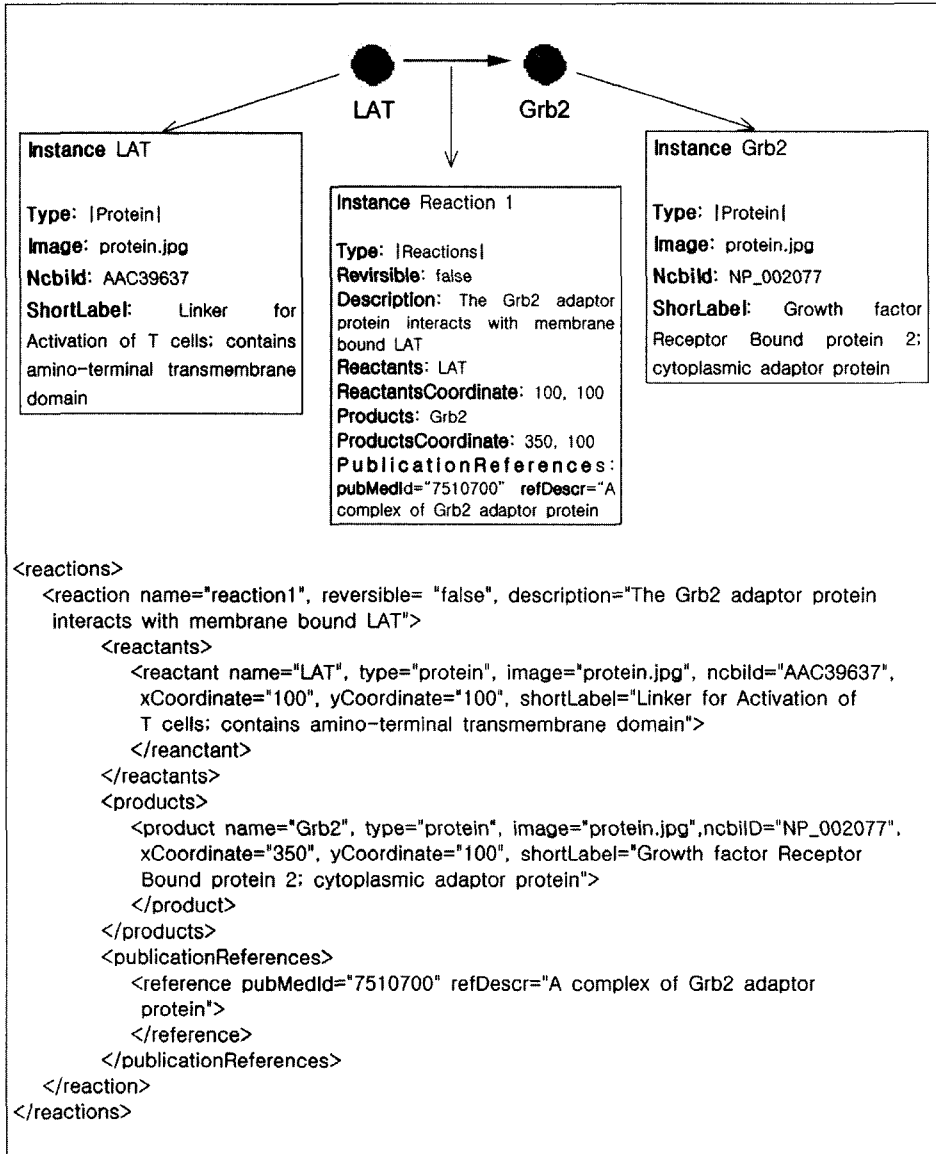 LAT
Grb2
Instance LAT
Type: |Protein|
Image: protein.jpg
NcbiId: AAC39637
ShortLabel: Linker for
Activation of T cells; contains
amino-terminal transmembrane
domain
Instance Reaction 1
Type: |Reactions|
Revirsible: false
Description: The Grb2 adaptor
protein interacts with membrane
bound LAT
Reactants: LAT
ReactantsCoordinate: 100, 100
Products: Grb2
ProductsCoordinate: 350, 100
PublicationReferences:
pubMedId="7510700" refDescr="A
complex of Grb2 adaptor protein
Instance Grb2
Type: |Protein|
Image: protein.jpg
NcbiId: NP_002077
ShorLabel: Growth factor
Receptor Bound protein 2;
cytoplasmic adaptor protein
<reactions>
<reaction name="reaction1", reversible= "false", description="The Grb2 adaptor protein
interacts with membrane bound LAT">
<reactants>
<reactant name="LAT", type="protein", image="protein.jpg", ncbiId="AAC39637",
xCoordinate="100", yCoordinate="100", shortLabel="Linker for Activation of
T cells; contains amino-terminal transmembrane domain">
</reanctant>
</reactants>
<products>
<product name="Grb2", type="protein", image="protein.jpg",ncbiID="NP_002077",
xCoordinate="350", yCoordinate="100", shortLabel="Growth factor Receptor
Bound protein 2; cytoplasmic adaptor protein">
</product>
</products>
<publicationReferences>
<reference pubMedId="7510700" refDescr="A complex of Grb2 adaptor
protein">
</reference>
</publicationReferences>
</reaction>
</reactions>